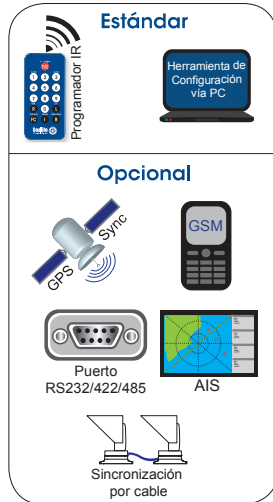 Estándar
Programador IR
Herramienta de
Configuración
vía PC
Opcional
GPS
Sync
GSM
Puerto
RS232/422/485
AIS
Sincronización
por cable